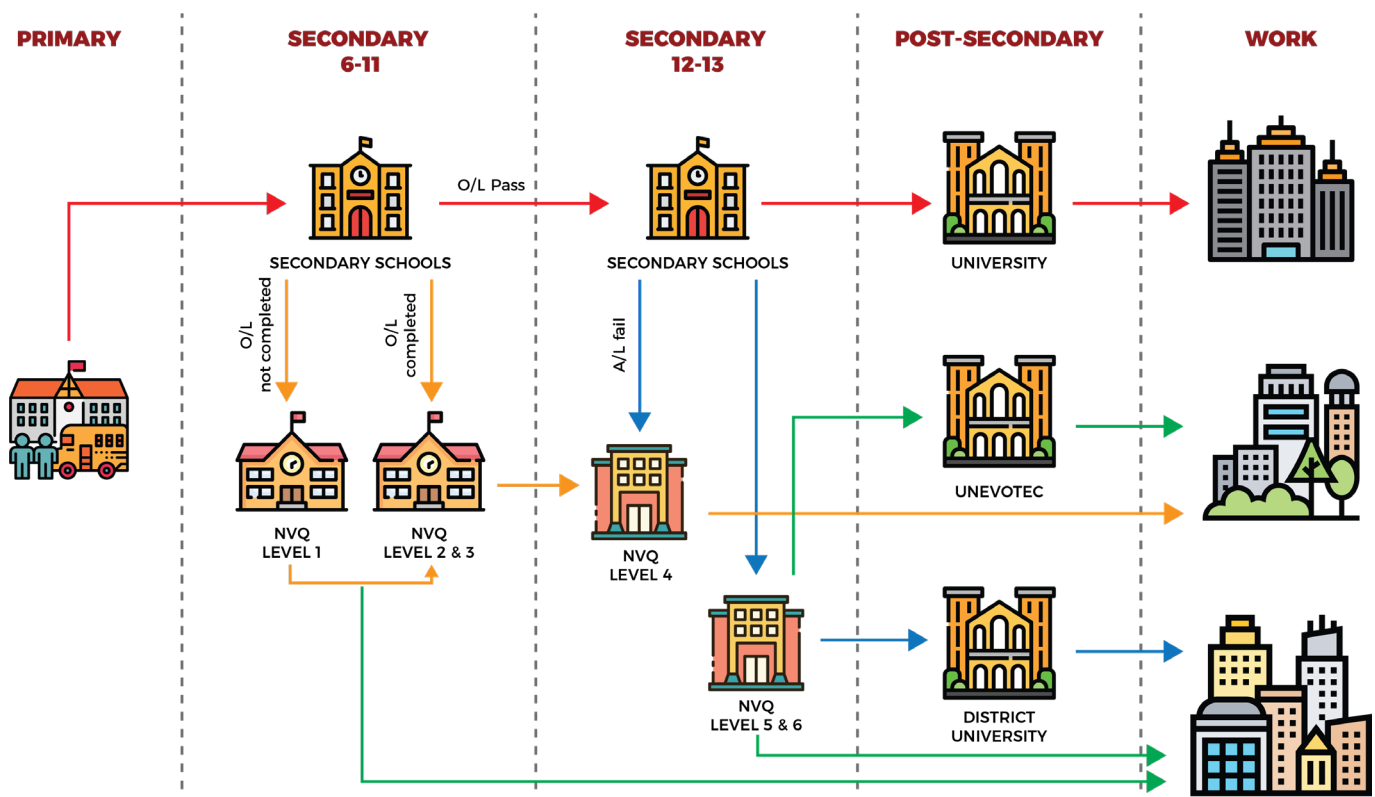 PRIMARY
SECONDARY
6-11
SECONDARY
12-13
POST-SECONDARY
WORK
O/L Pass
SECONDARY SCHOOLS
SECONDARY SCHOOLS
UNIVERSITY
O/L
not completed
O/L
completed
A/L fail
NVQ
LEVEL 1
NVQ
LEVEL 2 & 3
NVQ
LEVEL 4
UNEVOTEC
NVQ
LEVEL 5 & 6
DISTRICT
UNIVERSITY